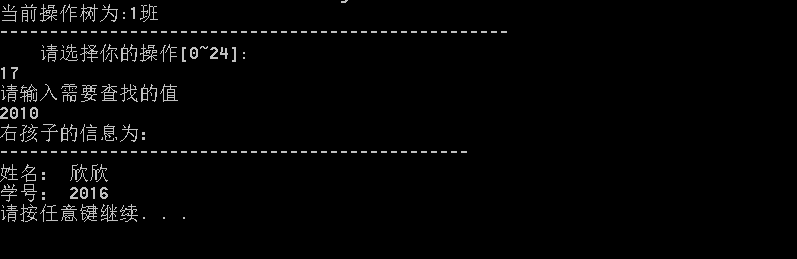 当前操作树为:1班
--------------------------------------------------
请选择你的操作[0~24]:
17
请输入需要查找的值
2010
右孩子的信息为:
----------------------------------------------
姓名: 欣欣
学号: 2016
请按任意键继续. . .